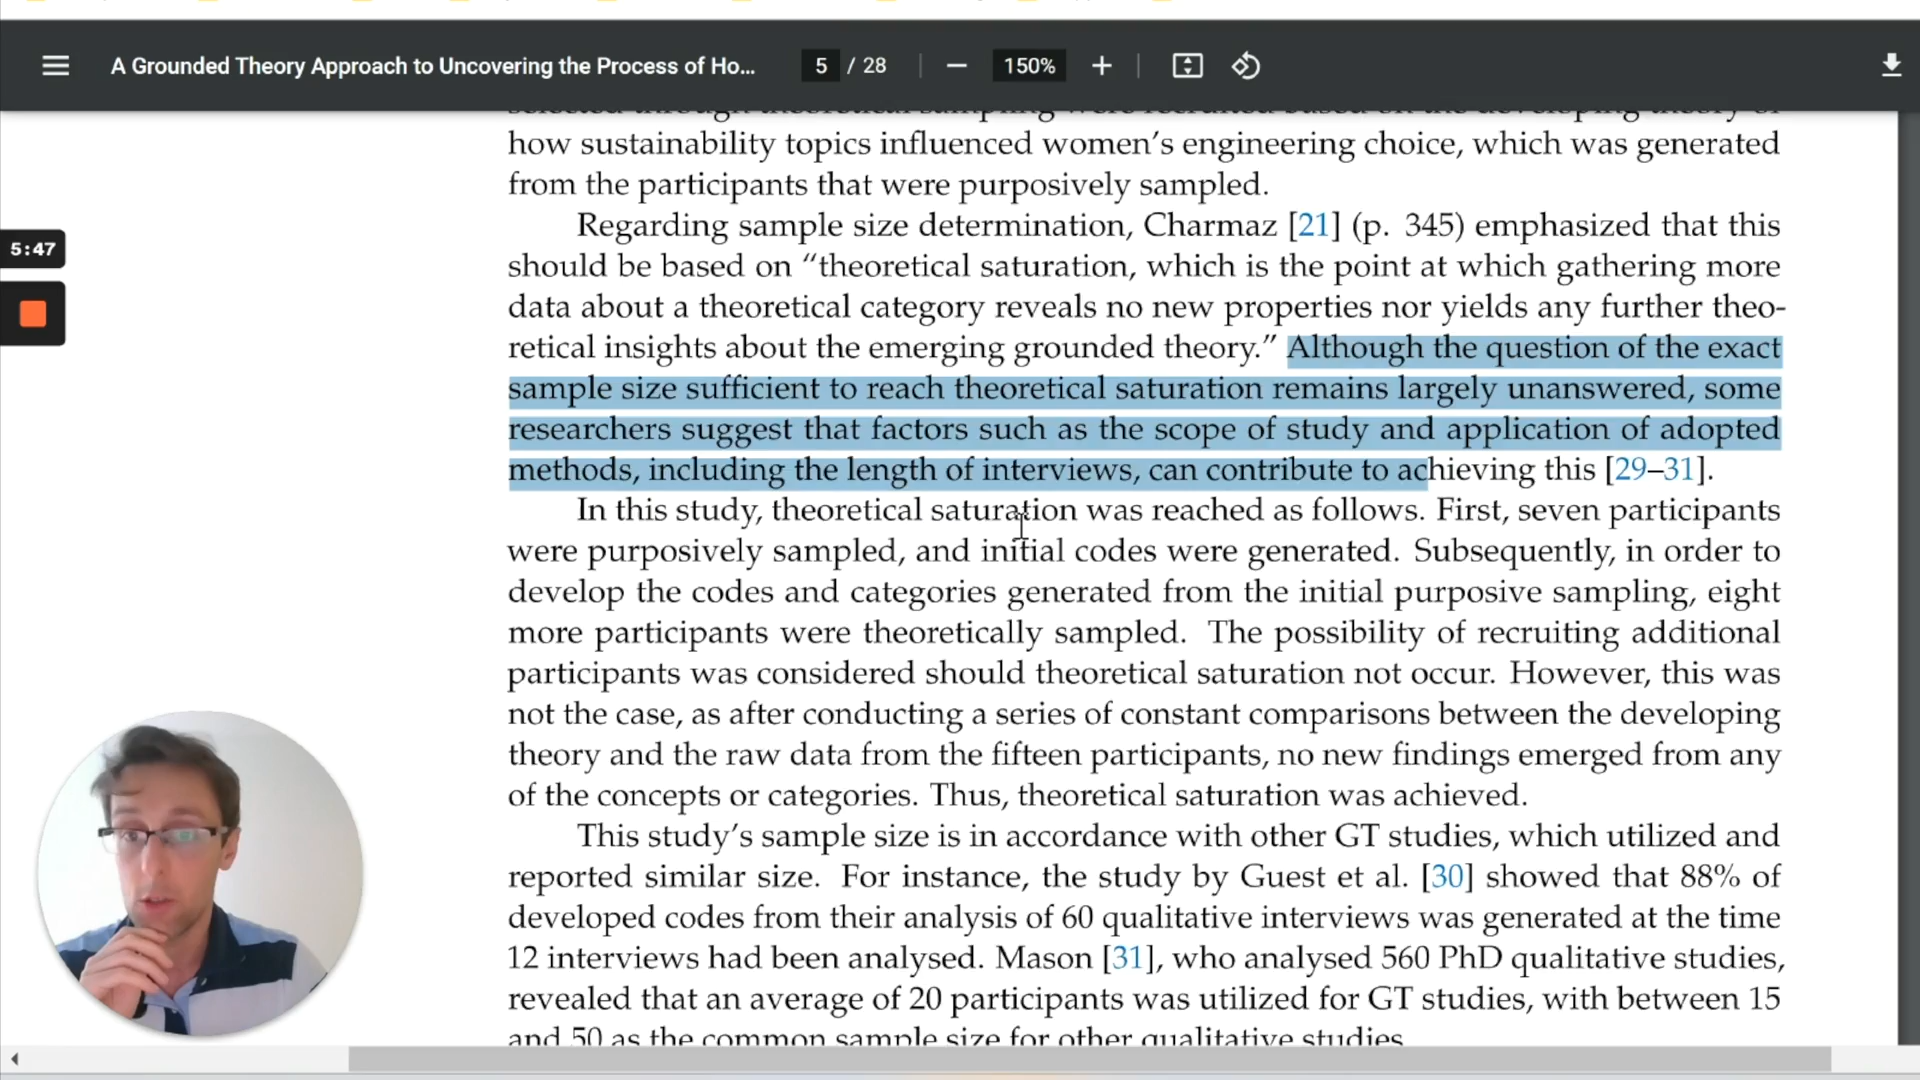 A Grounded Theory Approach to Uncovering the Process of Ho...
5 / 28
150%
selected through theoretical sampling were recruited based on the developing theory of
how sustainability topics influenced women's engineering choice, which was generated
from the participants that were purposively sampled.
Regarding sample size determination, Charmaz [21] (p. 345) emphasized that this
should be based on “theoretical saturation, which is the point at which gathering more
data about a theoretical category reveals no new properties nor yields any further theo-
retical insights about the emerging grounded theory.” Although the question of the exact
sample size sufficient to reach theoretical saturation remains largely unanswered, some
researchers suggest that factors such as the scope of study and application of adopted
methods, including the length of interviews, can contribute to achieving this [29–31].
In this study, theoretical saturation was reached as follows. First, seven participants
were purposively sampled, and initial codes were generated. Subsequently, in order to
develop the codes and categories generated from the initial purposive sampling, eight
more participants were theoretically sampled. The possibility of recruiting additional
participants was considered should theoretical saturation not occur. However, this was
not the case, as after conducting a series of constant comparisons between the developing
theory and the raw data from the fifteen participants, no new findings emerged from any
of the concepts or categories. Thus, theoretical saturation was achieved.
This study's sample size is in accordance with other GT studies, which utilized and
reported similar size. For instance, the study by Guest et al. [30] showed that 88% of
developed codes from their analysis of 60 qualitative interviews was generated at the time
12 interviews had been analysed. Mason [31], who analysed 560 PhD qualitative studies,
revealed that an average of 20 participants was utilized for GT studies, with between 15
and 50 as the common sample size for other qualitative studies.
5:47